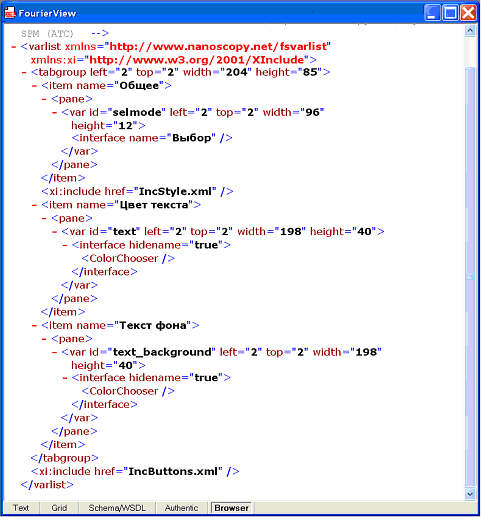 FourierView
SPM (ATC) -->
- <varlist xmlns="http://www.nanoscopy.net/fsvarlist"
xmlns:xi="http://www.w3.org/2001/XInclude">
- <tabgroup left="2" top="2" width="204" height="85">
- <item name="Общее">
- <pane>
- <var id="selmode" left="2" top="2" width="96"
height="12">
<interface name="Выбор" />
</var>
</pane>
</item>
<xi:include href="IncStyle.xml" />
- <item name="Цвет текста">
- <pane>
- <var id="text" left="2" top="2" width="198" height="40">
- <interface hidename="true">
<ColorChooser />
</interface>
</var>
</pane>
</item>
- <item name="Текст фона">
- <pane>
- <var id="text_background" left="2" top="2" width="198"
height="40">
- <interface hidename="true">
<ColorChooser />
</interface>
</var>
</pane>
</item>
</tabgroup>
<xi:include href="IncButtons.xml" />
</varlist>
Text Grid Schema/WSDL Authentic Browser